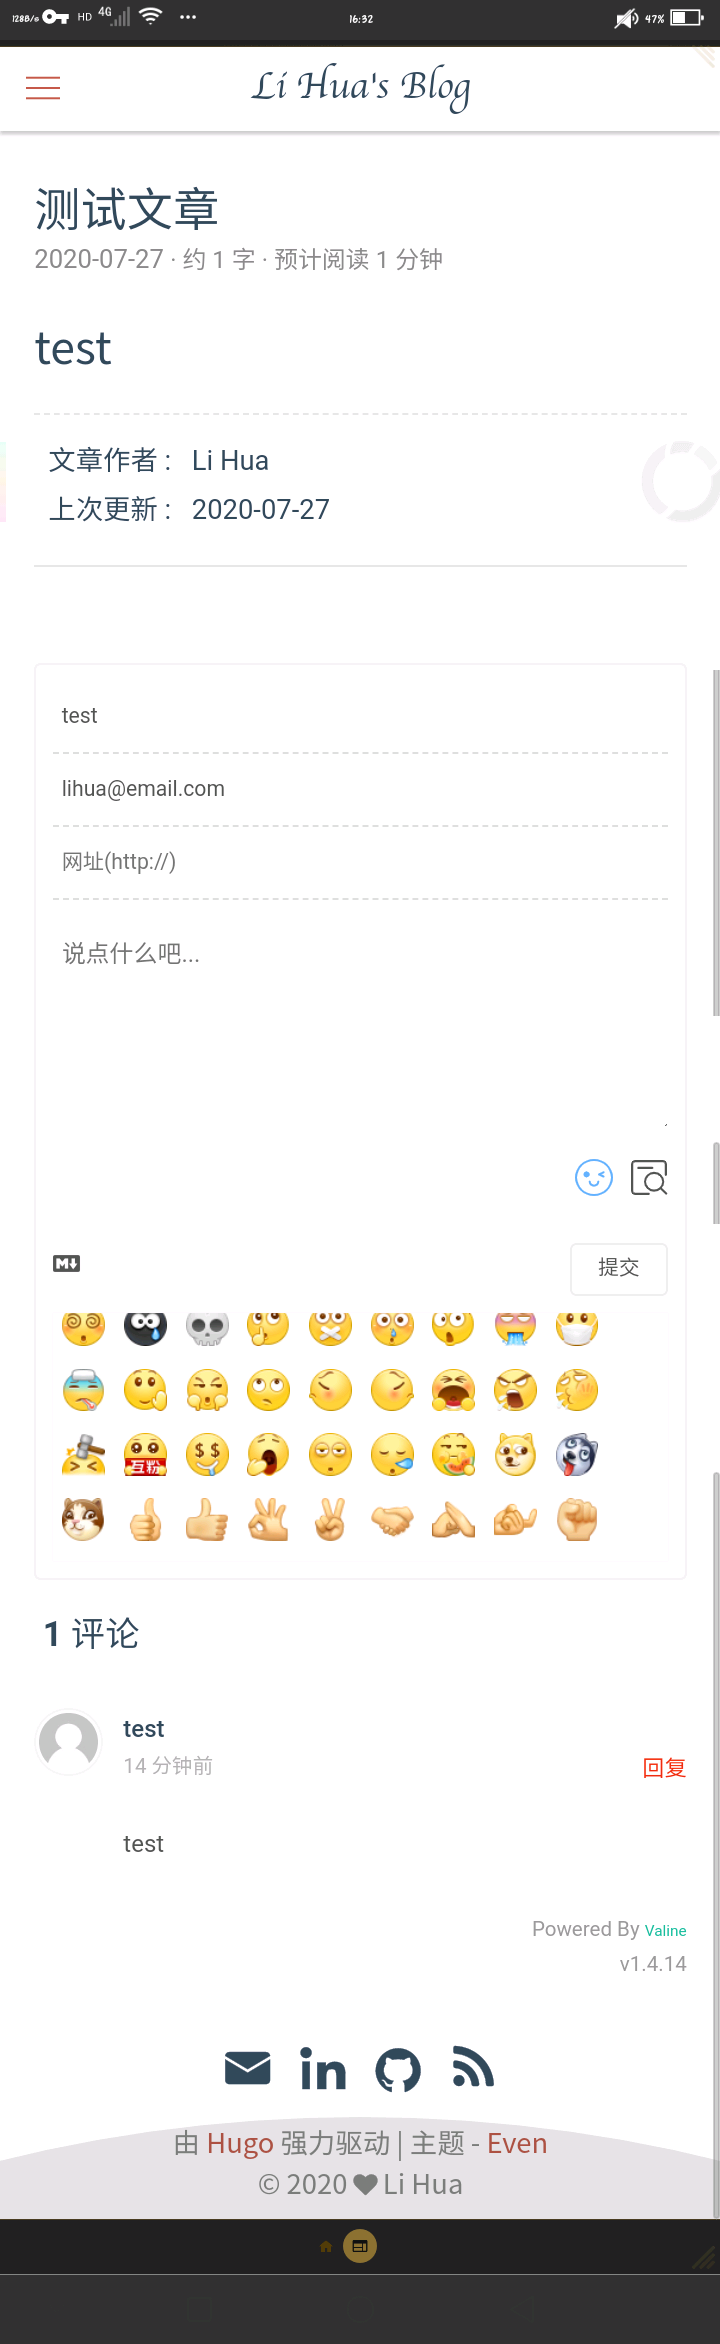 128B/s HD 4G 16:32 47%
Li Hua's Blog
测试文章
2020-07-27 · 约 1 字 · 预计阅读 1 分钟
test
文章作者 : Li Hua
上次更新 : 2020-07-27
test
lihua@email.com
网址(http://)
说点什么吧...
M
提交
互粉
1 评论
test
14 分钟前
回复
test
Powered By Valine
v1.4.14
由 Hugo 强力驱动 | 主题 - Even
© 2020 Li Hua